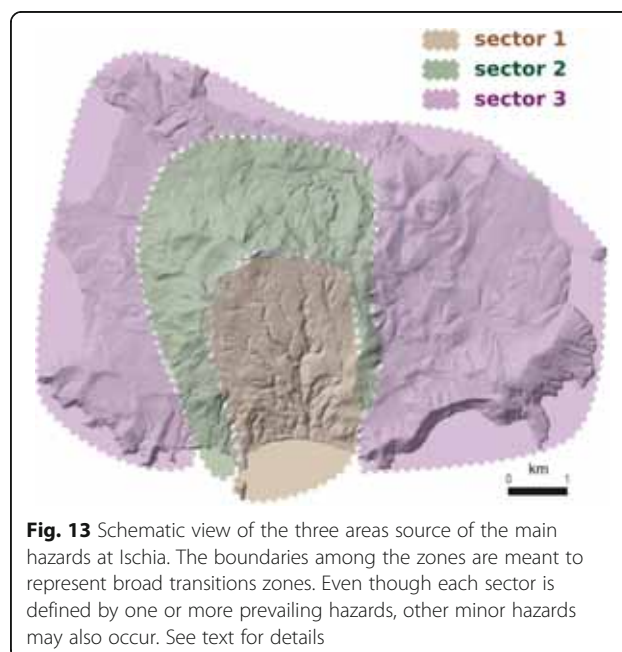 sector 1
sector 2
sector 3
km
0 1
Fig. 13 Schematic view of the three areas source of the main
hazards at Ischia. The boundaries among the zones are meant to
represent broad transitions zones. Even though each sector is
defined by one or more prevailing hazards, other minor hazards
may also occur. See text for details